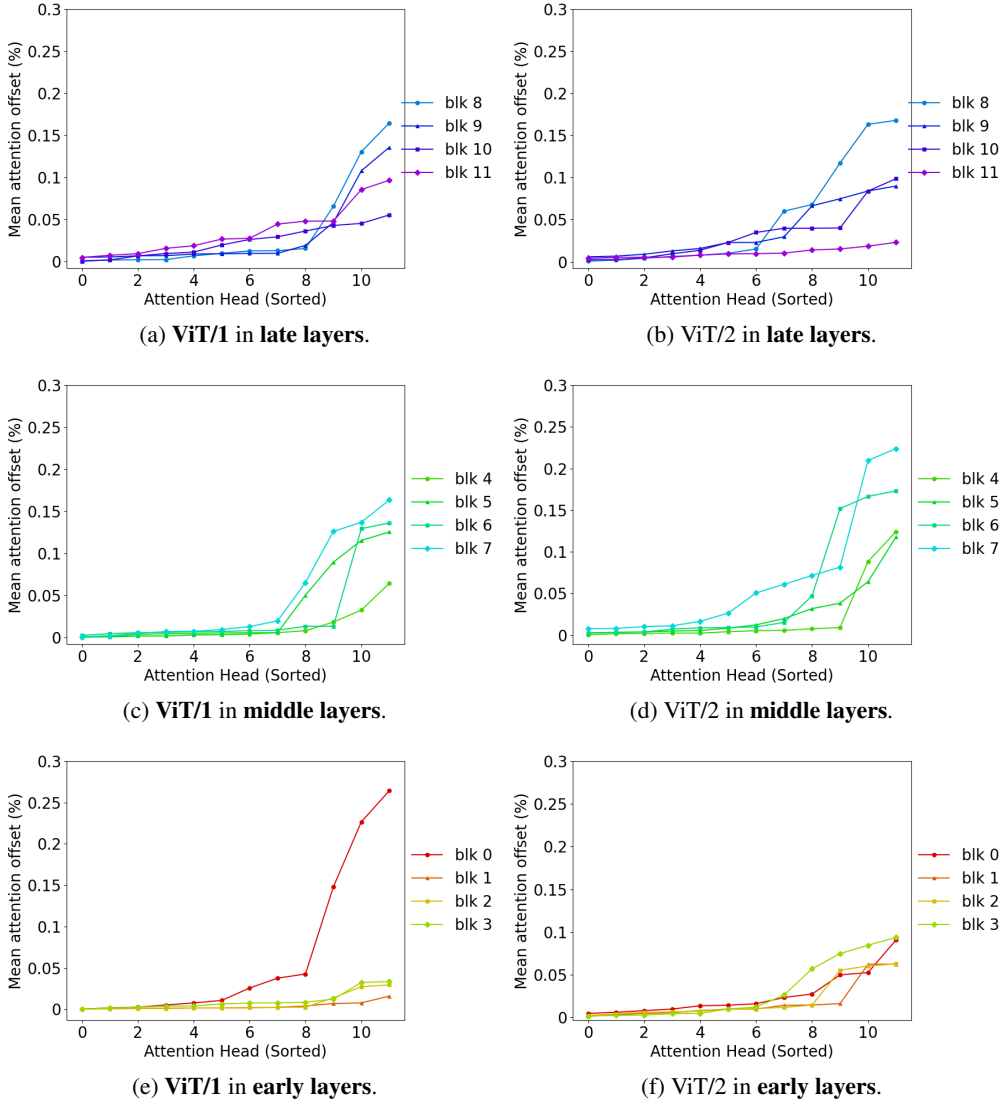 0.3
0.25
0.2
0.15
0.1
0.05
0
Mean attention offset (%)
0 2 4 6 8 10
Attention Head (Sorted)
blk 8
blk 9
blk 10
blk 11
(a) ViT/1 in late layers.
0.3
0.25
0.2
0.15
0.1
0.05
0
Mean attention offset (%)
0 2 4 6 8 10
Attention Head (Sorted)
blk 8
blk 9
blk 10
blk 11
(b) ViT/2 in late layers.
0.3
0.25
0.2
0.15
0.1
0.05
0
Mean attention offset (%)
0 2 4 6 8 10
Attention Head (Sorted)
blk 4
blk 5
blk 6
blk 7
(c) ViT/1 in middle layers.
0.3
0.25
0.2
0.15
0.1
0.05
0
Mean attention offset (%)
0 2 4 6 8 10
Attention Head (Sorted)
blk 4
blk 5
blk 6
blk 7
(d) ViT/2 in middle layers.
0.3
0.25
0.2
0.15
0.1
0.05
0
Mean attention offset (%)
0 2 4 6 8 10
Attention Head (Sorted)
blk 0
blk 1
blk 2
blk 3
(e) ViT/1 in early layers.
0.3
0.25
0.2
0.15
0.1
0.05
0
Mean attention offset (%)
0 2 4 6 8 10
Attention Head (Sorted)
blk 0
blk 1
blk 2
blk 3
(f) ViT/2 in early layers.